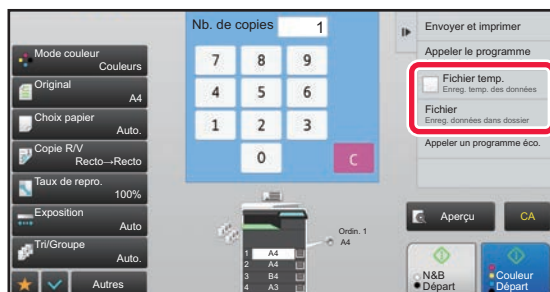 Nb. de copies 1
Mode couleur
Couleurs
Original
A4
Choix papier
Auto.
Copie R/V
Recto→Recto
Taux de repro.
100%
Exposition
Auto
Tri/Groupe
Auto.
Autres
7 8 9
4 5 6
1 2 3
0 C
Ordin. 1
A4
1 A4
2 A4
3 B4
4 A3
Envoyer et imprimer
Appeler le programme
Fichier temp.
Enreg. temp. des données
Fichier
Enreg. données dans dossier
Appeler un programme éco.
Aperçu
CA
N&B
Départ
Couleur
Départ